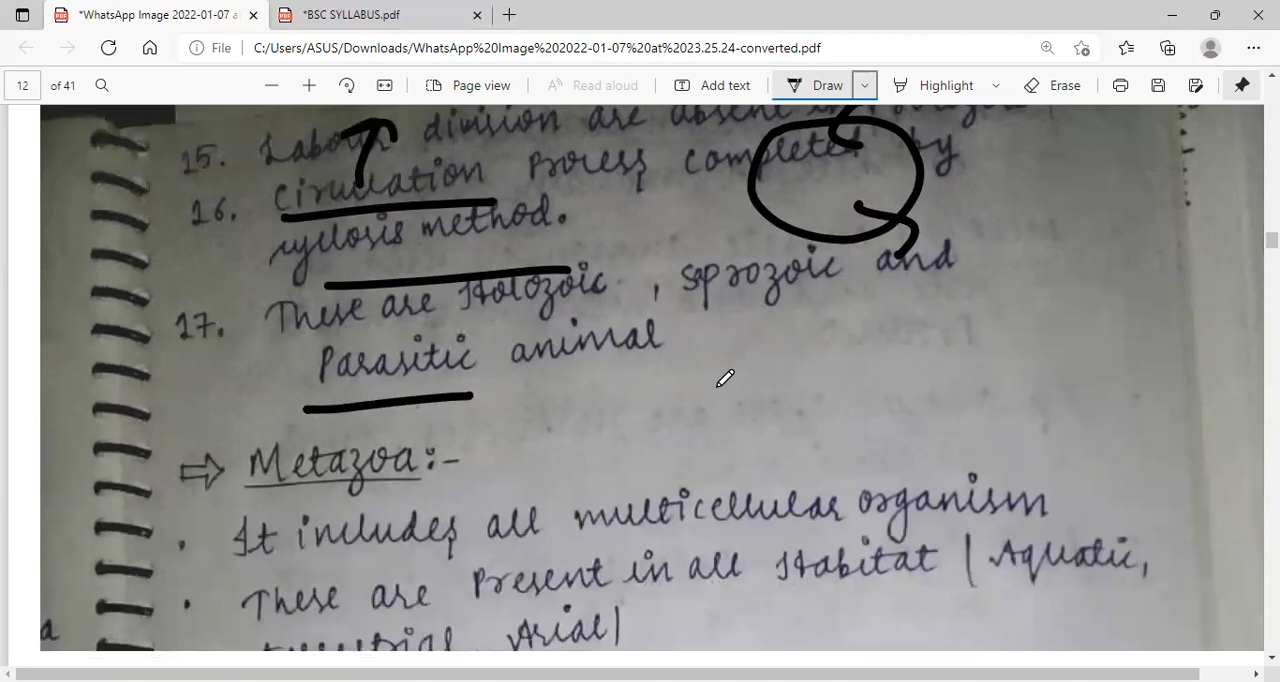 *WhatsApp Image 2022-01-07 a
*BSC SYLLABUS.pdf
File C:/Users/ASUS/Downloads/WhatsApp%20Image%202022-01-07%20at%2023.25.24-converted.pdf
12 of 41 Page view Read aloud Add text Draw Highlight Erase
15. Labour division are absent
16. Cirulation Process completed by
cyclosis method.
17. These are Holozoic , Saprozoic and
Parasitic animal
⇒ Metazoa:-
• It includes all multicellular organism
• These are Present in all Habitat ( Aquatic,
Arial)
a